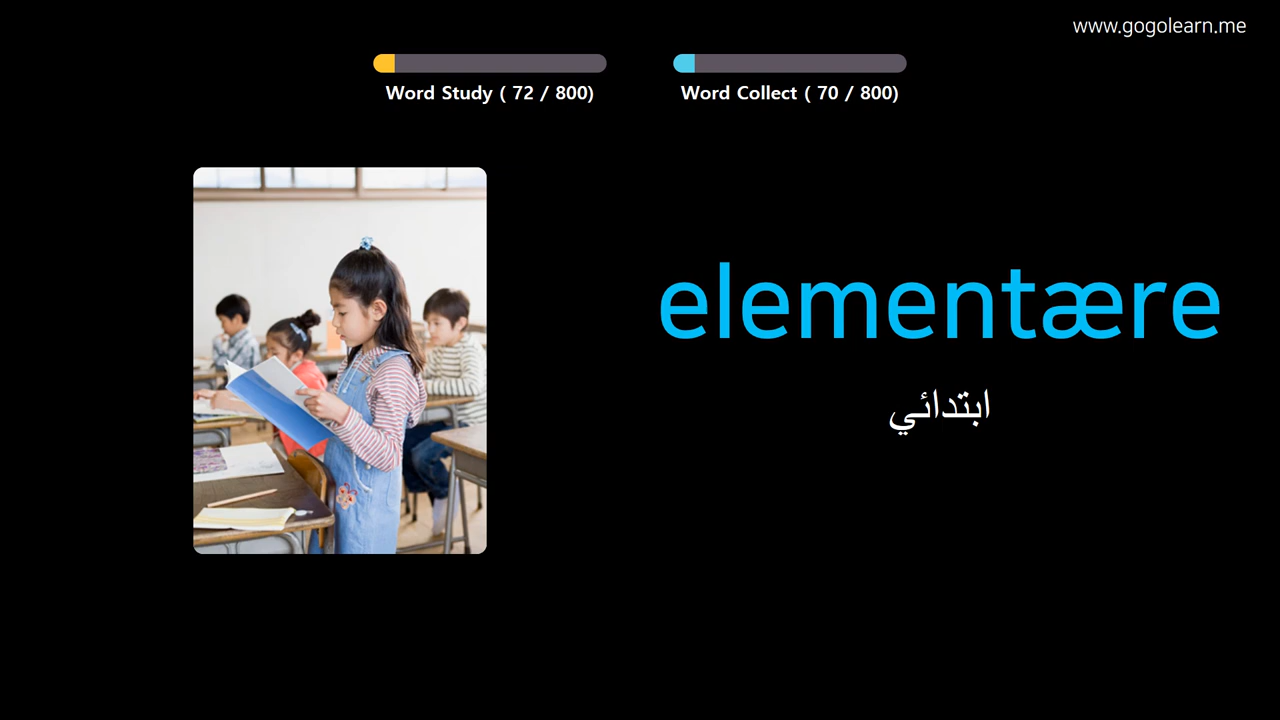 www.gogolearn.me
Word Study ( 72 / 800)
Word Collect ( 70 / 800)
elementære
ابتدائي